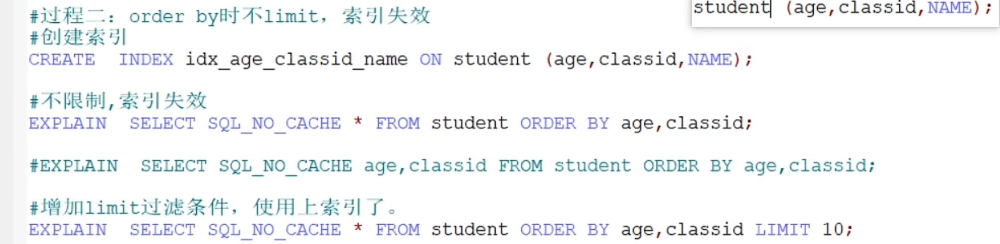 student (age,classid,NAME);
#过程二：order by时不limit，索引失效
#创建索引
CREATE  INDEX idx_age_classid_name ON student (age,classid,NAME);
#不限制,索引失效
EXPLAIN  SELECT SQL_NO_CACHE * FROM student ORDER BY age,classid;
#EXPLAIN  SELECT SQL_NO_CACHE age,classid FROM student ORDER BY age,classid;
#增加limit过滤条件，使用上索引了。
EXPLAIN  SELECT SQL_NO_CACHE * FROM student ORDER BY age,classid LIMIT 10;